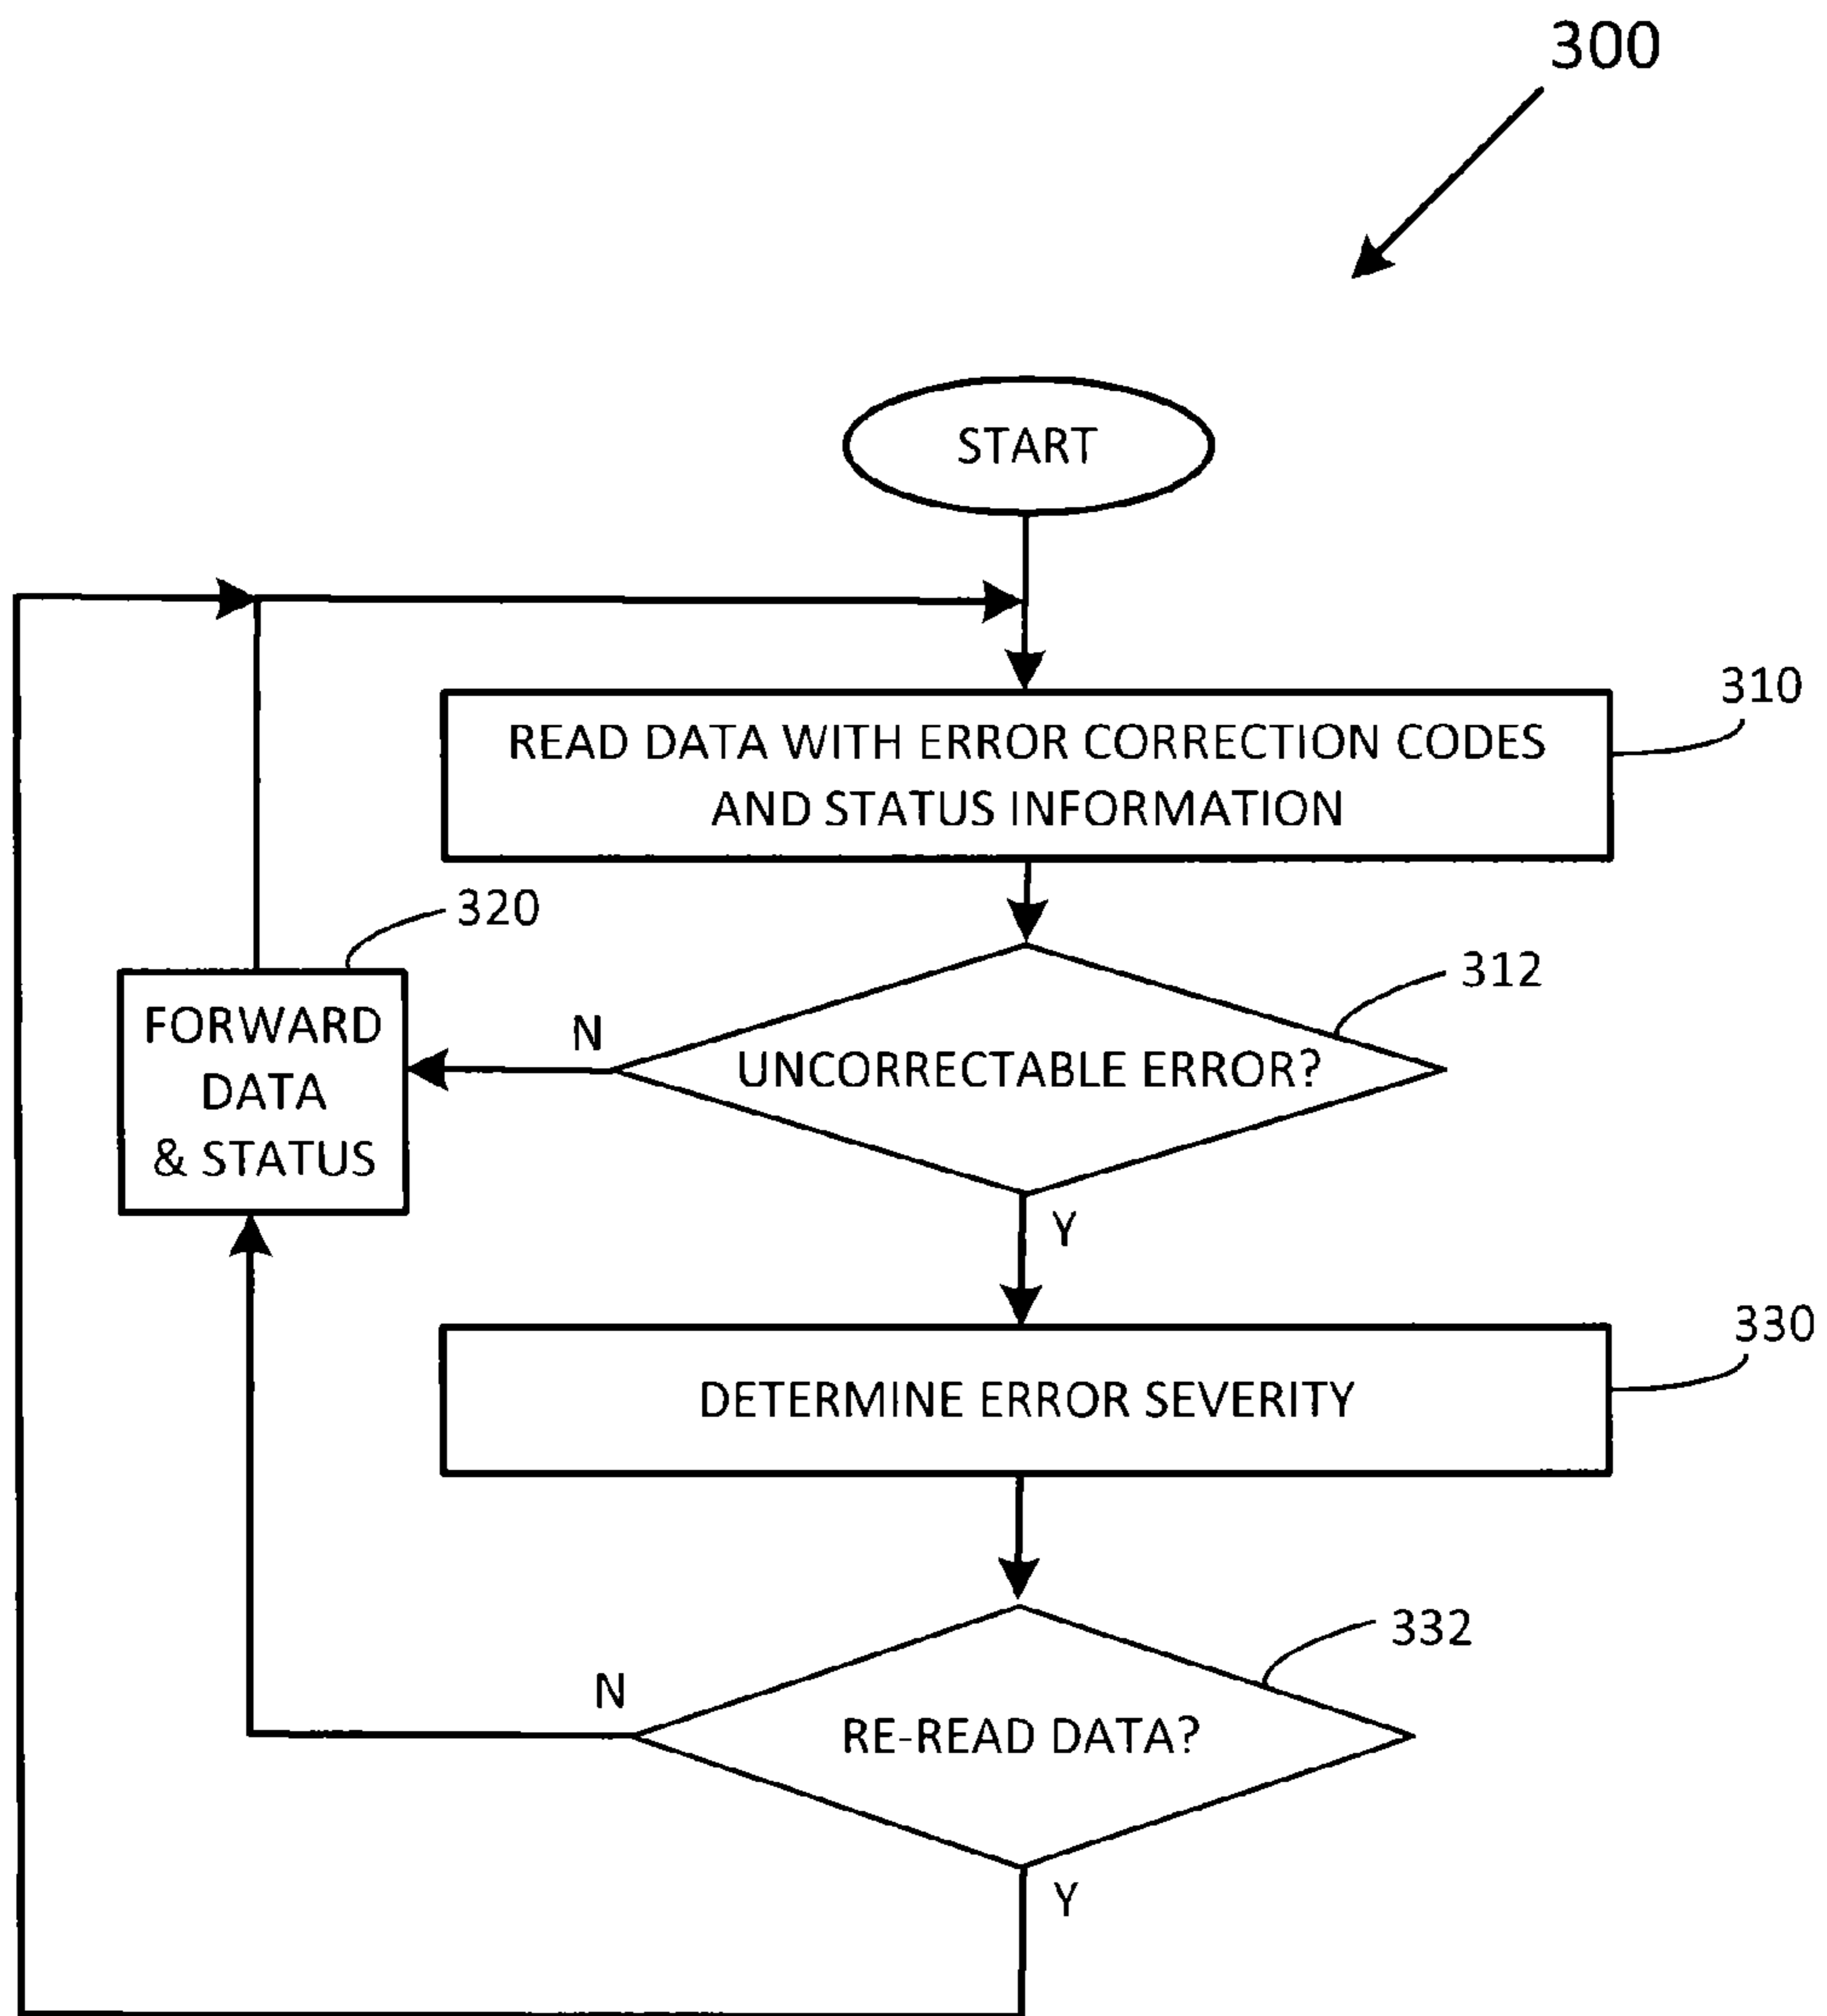 300
START
310
READ DATA WITH ERROR CORRECTION CODES
AND STATUS INFORMATION
320
312
FORWARD
DATA
& STATUS
N
UNCORRECTABLE ERROR?
Y
330
DETERMINE ERROR SEVERITY
332
N
RE-READ DATA?
Y